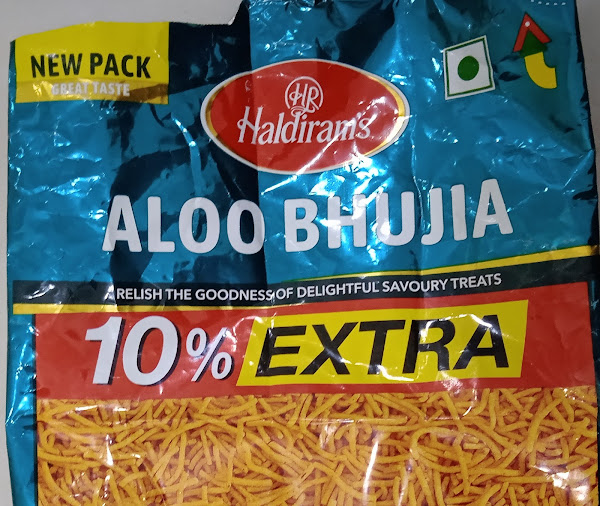 NEW PACK
GREAT TASTE
HR
Haldiram's
ALOO BHUJIA
RELISH THE GOODNESS OF DELIGHTFUL SAVOURY TREATS
10% EXTRA